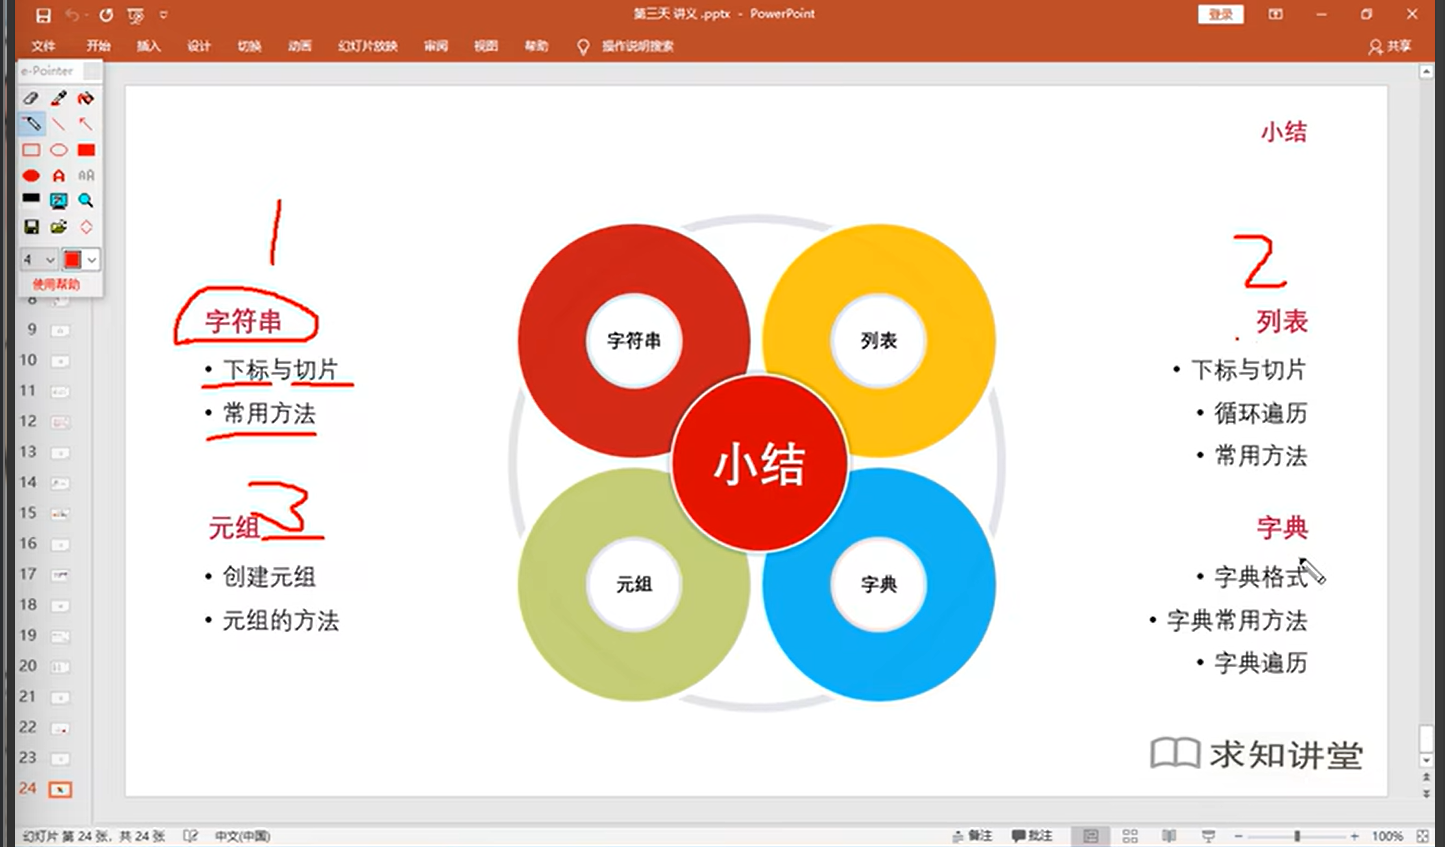 第三天 讲义 .pptx - PowerPoint
登录
文件 开始 插入 设计 切换 动画 幻灯片放映 审阅 视图 帮助 操作说明搜索
共享
e-Pointer
4
使用帮助
8
9
10
11
12
13
14
15
16
17
18
19
20
21
22
23
24
小结
1
字符串
• 下标与切片
• 常用方法
3
元组
• 创建元组
• 元组的方法
字符串
列表
小结
元组
字典
2
列表
• 下标与切片
• 循环遍历
• 常用方法
字典
• 字典格式
• 字典常用方法
• 字典遍历
求知讲堂
幻灯片 第 24 张, 共 24 张 中文(中国)
备注 批注 100%